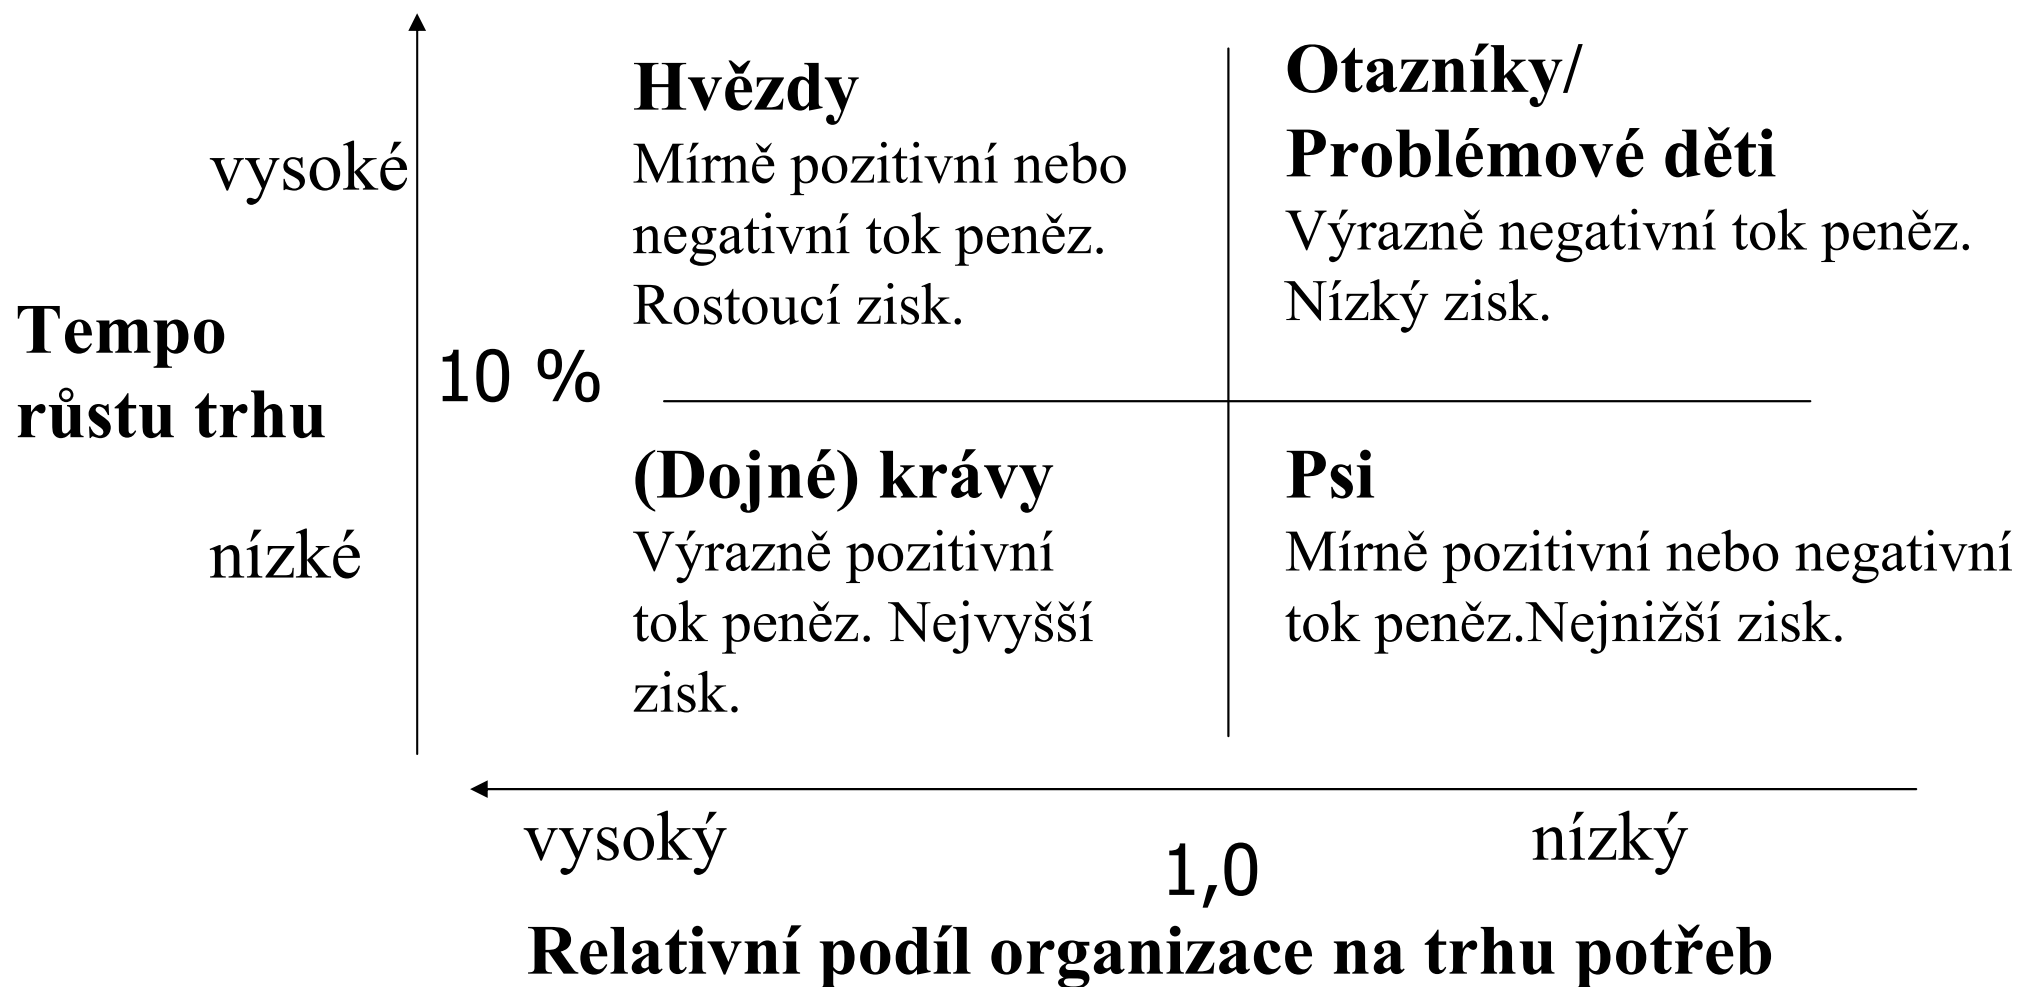 Hvězdy
Mírně pozitivní nebo
negativní tok peněz.
Rostoucí zisk.
Otazníky/
Problémové děti
Výrazně negativní tok peněz.
Nízký zisk.
vysoké
Tempo
růstu trhu
10 %
nízké
(Dojné) krávy
Výrazně pozitivní
tok peněz. Nejvyšší
zisk.
Psi
Mírně pozitivní nebo negativní
tok peněz.Nejnižší zisk.
vysoký
1,0
nízký
Relativní podíl organizace na trhu potřeb